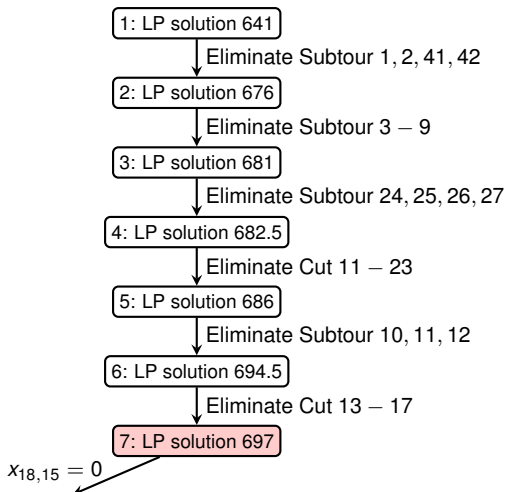 1: LP solution 641
Eliminate Subtour 1, 2, 41, 42
2: LP solution 676
Eliminate Subtour 3 − 9
3: LP solution 681
Eliminate Subtour 24, 25, 26, 27
4: LP solution 682.5
Eliminate Cut 11 − 23
5: LP solution 686
Eliminate Subtour 10, 11, 12
6: LP solution 694.5
Eliminate Cut 13 − 17
7: LP solution 697
x18,15 = 0